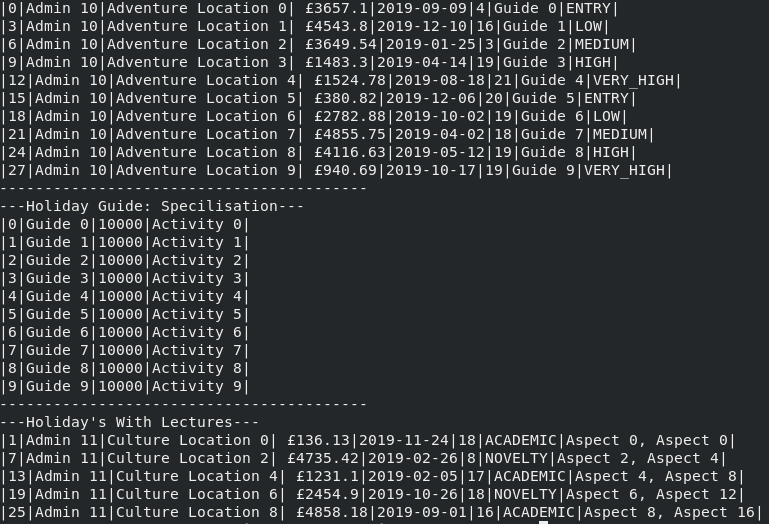 |0|Admin 10|Adventure Location 0| £3657.1|2019-09-09|4|Guide 0|ENTRY|
|3|Admin 10|Adventure Location 1| £4543.8|2019-12-10|16|Guide 1|LOW|
|6|Admin 10|Adventure Location 2| £3649.54|2019-01-25|3|Guide 2|MEDIUM|
|9|Admin 10|Adventure Location 3| £1483.3|2019-04-14|19|Guide 3|HIGH|
|12|Admin 10|Adventure Location 4| £1524.78|2019-08-18|21|Guide 4|VERY_HIGH|
|15|Admin 10|Adventure Location 5| £380.82|2019-12-06|20|Guide 5|ENTRY|
|18|Admin 10|Adventure Location 6| £2782.88|2019-10-02|19|Guide 6|LOW|
|21|Admin 10|Adventure Location 7| £4855.75|2019-04-02|18|Guide 7|MEDIUM|
|24|Admin 10|Adventure Location 8| £4116.63|2019-05-12|19|Guide 8|HIGH|
|27|Admin 10|Adventure Location 9| £940.69|2019-10-17|19|Guide 9|VERY_HIGH|
-----------------------------------------
---Holiday Guide: Specilisation---
|0|Guide 0|10000|Activity 0|
|1|Guide 1|10000|Activity 1|
|2|Guide 2|10000|Activity 2|
|3|Guide 3|10000|Activity 3|
|4|Guide 4|10000|Activity 4|
|5|Guide 5|10000|Activity 5|
|6|Guide 6|10000|Activity 6|
|7|Guide 7|10000|Activity 7|
|8|Guide 8|10000|Activity 8|
|9|Guide 9|10000|Activity 9|
-----------------------------------------
---Holiday's With Lectures---
|1|Admin 11|Culture Location 0| £136.13|2019-11-24|18|ACADEMIC|Aspect 0, Aspect 0|
|7|Admin 11|Culture Location 2| £4735.42|2019-02-26|8|NOVELTY|Aspect 2, Aspect 4|
|13|Admin 11|Culture Location 4| £1231.1|2019-02-05|17|ACADEMIC|Aspect 4, Aspect 8|
|19|Admin 11|Culture Location 6| £2454.9|2019-10-26|18|NOVELTY|Aspect 6, Aspect 12|
|25|Admin 11|Culture Location 8| £4858.18|2019-09-01|16|ACADEMIC|Aspect 8, Aspect 16|